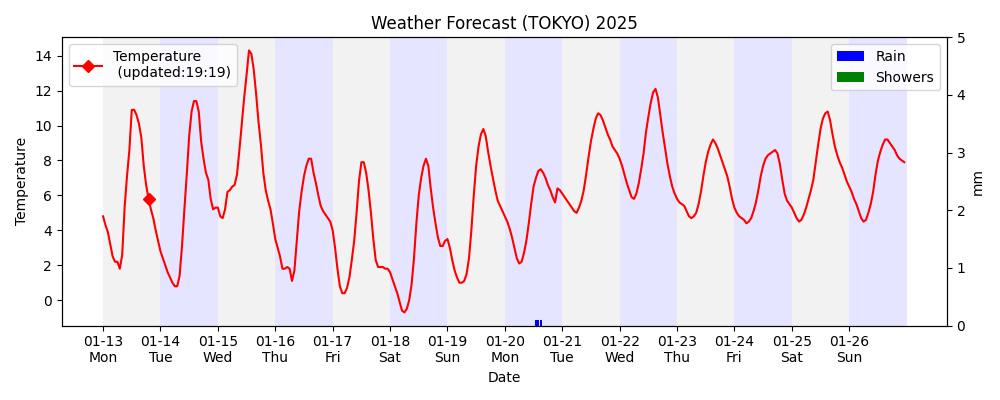 Weather Forecast (TOKYO) 2025
Temperature
(updated:19:19)
Rain
Showers
Temperature
14
12
10
8
6
4
2
0
5
4
3
2
1
0
mm
01-13 01-14 01-15 01-16 01-17 01-18 01-19 01-20 01-21 01-22 01-23 01-24 01-25 01-26
Mon Tue Wed Thu Fri Sat Sun Mon Tue Wed Thu Fri Sat Sun
Date